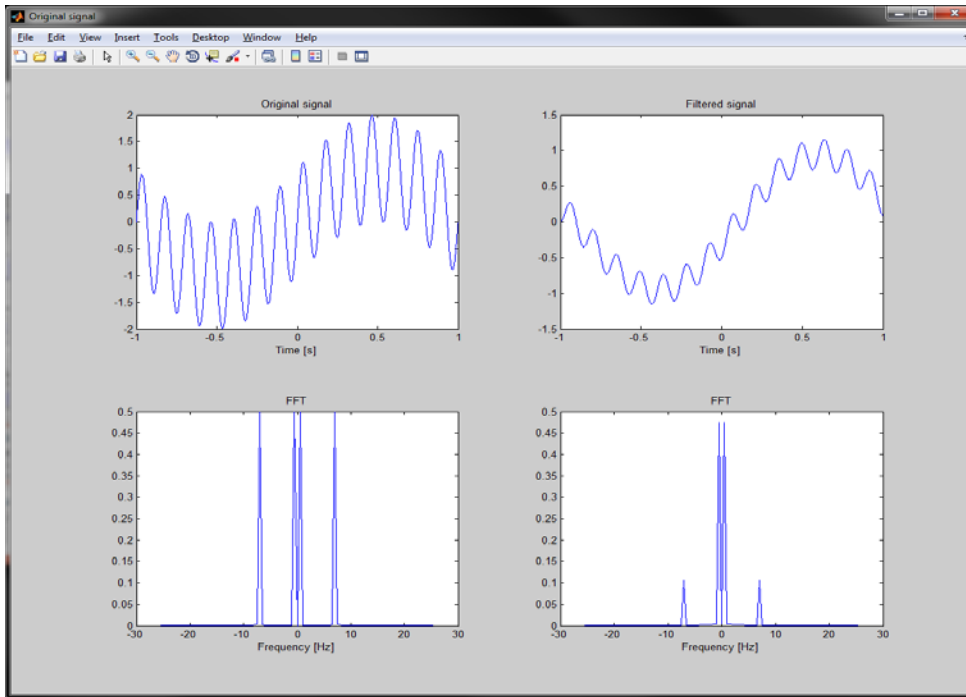 Original signal
File Edit View Insert Tools Desktop Window Help
Original signal
2
1.5
1
0.5
0
-0.5
-1
-1.5
-2
-1 -0.5 0 0.5 1
Time [s]
Filtered signal
1.5
1
0.5
0
-0.5
-1
-1.5
-1 -0.5 0 0.5 1
Time [s]
FFT
0.5
0.45
0.4
0.35
0.3
0.25
0.2
0.15
0.1
0.05
0
-30 -20 -10 0 10 20 30
Frequency [Hz]
FFT
0.5
0.45
0.4
0.35
0.3
0.25
0.2
0.15
0.1
0.05
0
-30 -20 -10 0 10 20 30
Frequency [Hz]